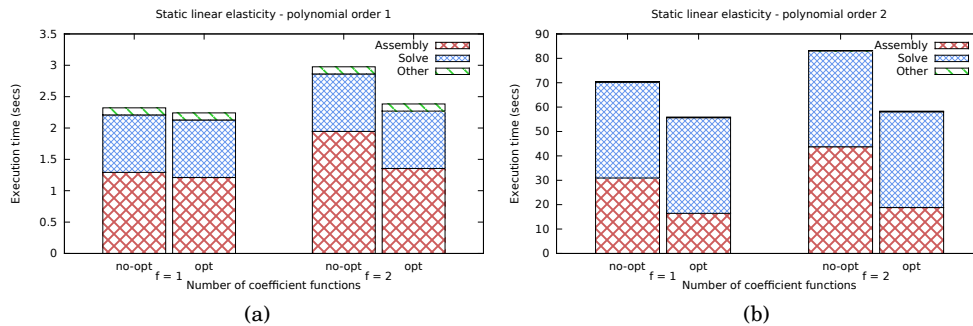 Static linear elasticity - polynomial order 1
3.5
3
2.5
2
1.5
1
0.5
0
Execution time (secs)
Assembly
Solve
Other
no-opt opt no-opt opt
f = 1 f = 2
Number of coefficient functions
(a)
Static linear elasticity - polynomial order 2
90
80
70
60
50
40
30
20
10
0
Execution time (secs)
Assembly
Solve
Other
no-opt opt no-opt opt
f = 1 f = 2
Number of coefficient functions
(b)